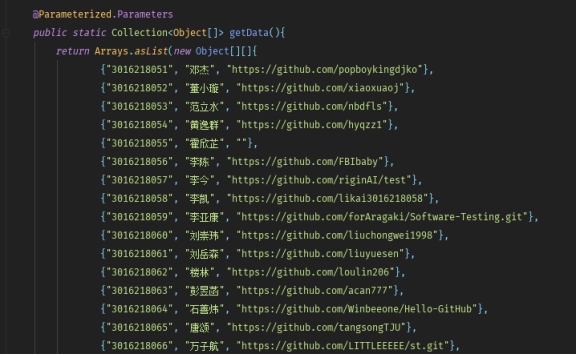 @Parameterized.Parameters
public static Collection<Object[]> getData(){
return Arrays.asList(new Object[][]{
{"3016218051", "邓杰", "https://github.com/popboykingdjko"},
{"3016218052", "董小璇", "https://github.com/xiaoxuaoj"},
{"3016218053", "范立水", "https://github.com/nbdfls"},
{"3016218054", "黄逸群", "https://github.com/hyqzz1"},
{"3016218055", "霍欣芷", ""},
{"3016218056", "李陈", "https://github.com/FBIbaby"},
{"3016218057", "李今", "https://github.com/riginAI/test"},
{"3016218058", "李凯", "https://github.com/likai3016218058"},
{"3016218059", "李亚康", "https://github.com/forAragaki/Software-Testing.git"},
{"3016218060", "刘崇玮", "https://github.com/liuchongwei1998"},
{"3016218061", "刘岳森", "https://github.com/liuyuesen"},
{"3016218062", "楼林", "https://github.com/loulin206"},
{"3016218063", "彭昱菡", "https://github.com/acan777"},
{"3016218064", "石善炜", "https://github.com/Winbeeone/Hello-GitHub"},
{"3016218065", "唐颂", "https://github.com/tangsongTJU"},
{"3016218066", "万子航", "https://github.com/LITTLEEEEE/st.git"},